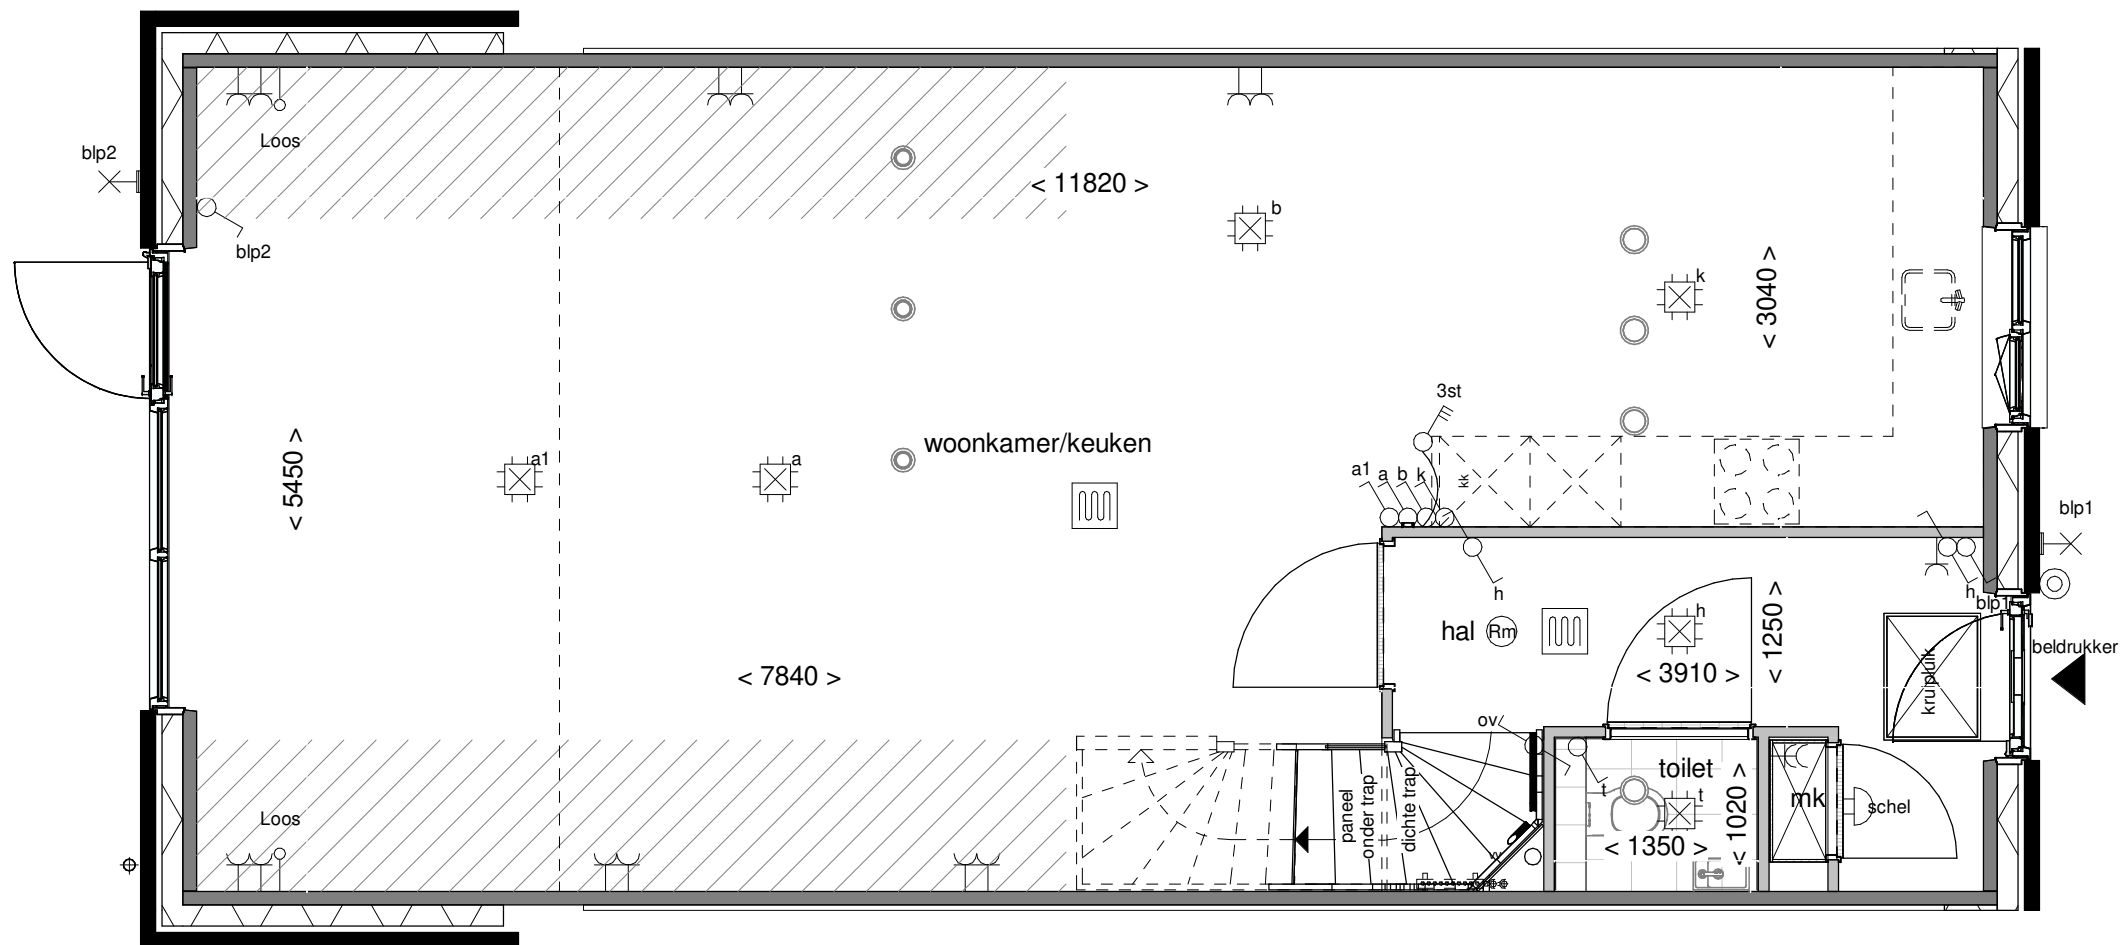 Loos
blp2
blp2
< 11820 >
b
k
< 3040 >
3st
woonkamer/keuken
a1
a
< 5450 >
a1
a
b
k
kk
blp1
h
h
blp1
hal
Rm
h
< 1250 >
< 3910 >
kruipluik
beldrukker
< 7840 >
ov
paneel
onder trap
dichte trap
t
toilet
t
< 1020 >
< 1350 >
mk
schel
Loos